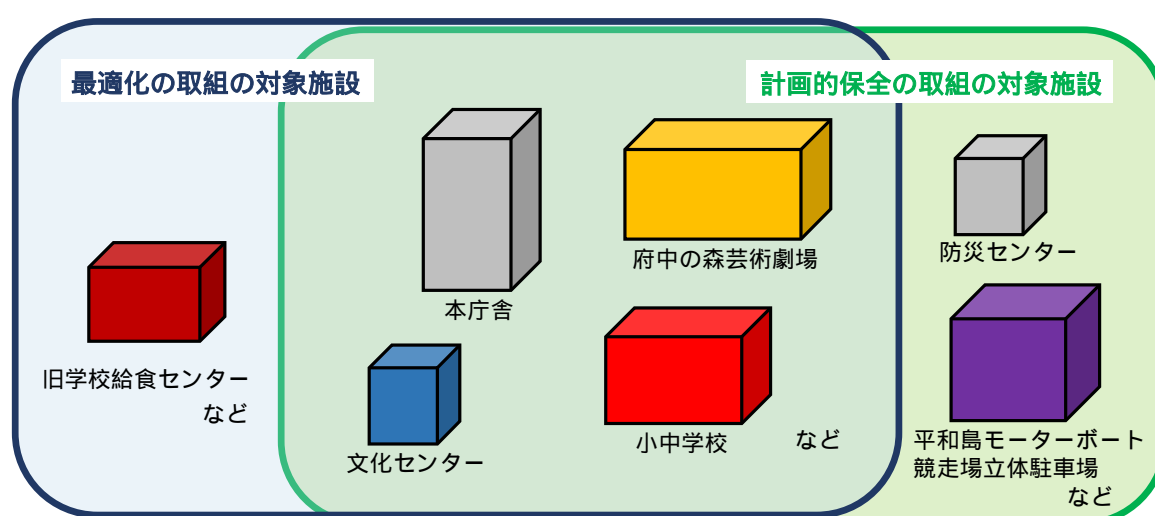 最適化の取組の対象施設
計画的保全の取組の対象施設
旧学校給食センター
など
本庁舎
府中の森芸術劇場
文化センター
小中学校
など
防災センター
平和島モーターボート
競走場立体駐車場
など